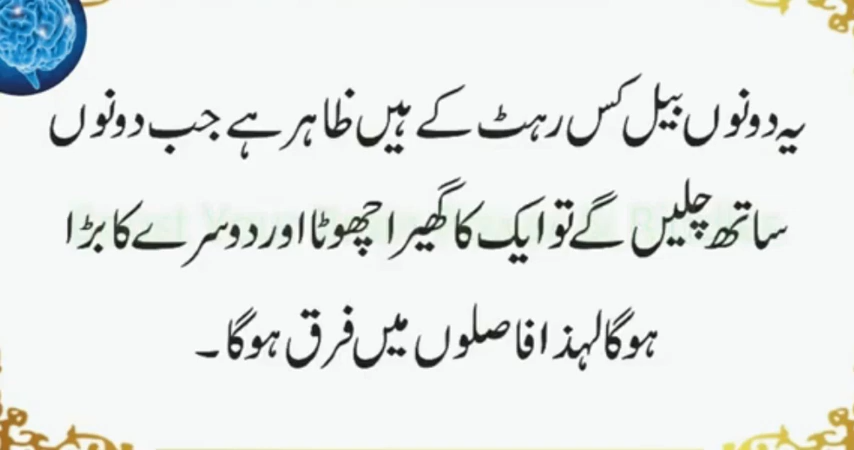 یہ دونوں بیل کس رہٹ کے ہیں ظاہر ہے جب دونوں
ساتھ چلیں گے تو ایک کا گھیرا چھوٹا اور دوسرے کا بڑا
ہوگا لہذا فاصلوں میں فرق ہوگا ۔